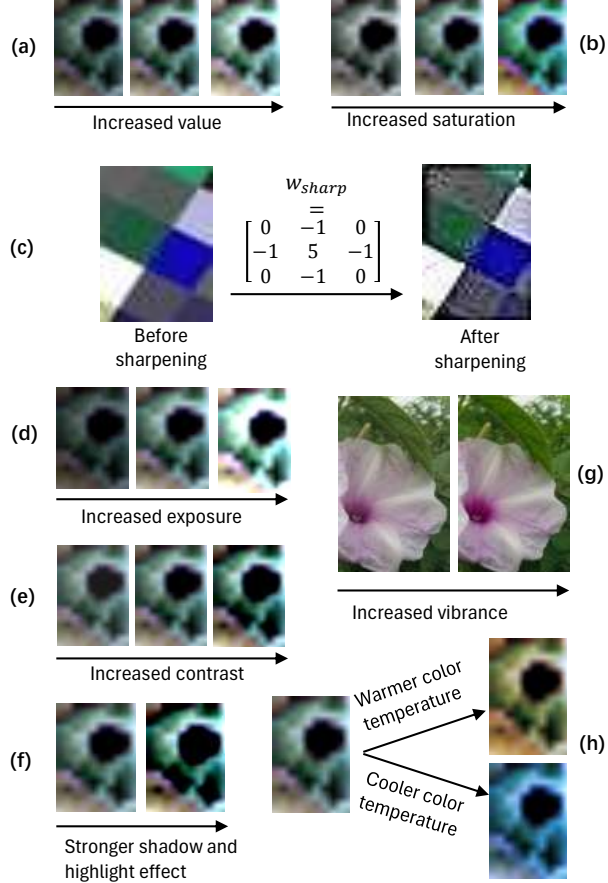 (a)
Increased value
(b)
Increased saturation
(c)
Before
sharpening
w_sharp
=
[0 −1 0
−1 5 −1
0 −1 0]
After
sharpening
(d)
Increased exposure
(g)
Increased vibrance
(e)
Increased contrast
(f)
Stronger shadow and
highlight effect
Warmer color
temperature
(h)
Cooler color
temperature